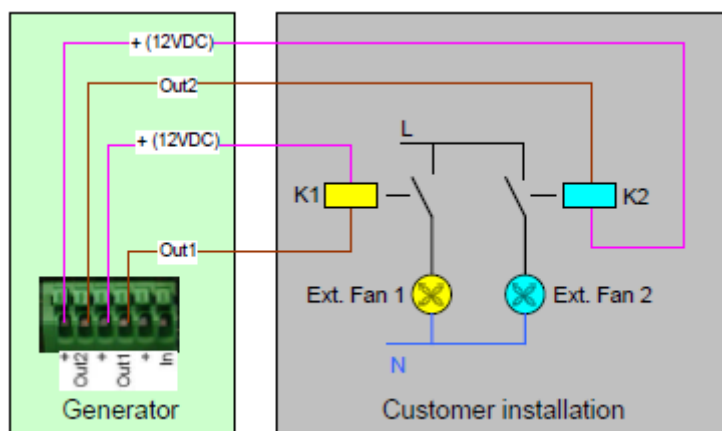 + (12VDC)
Out2
+ (12VDC)
L
K1
K2
Out1
Ext. Fan 1
Ext. Fan 2
+
Out2
+
Out1
+
In
N
Generator
Customer installation